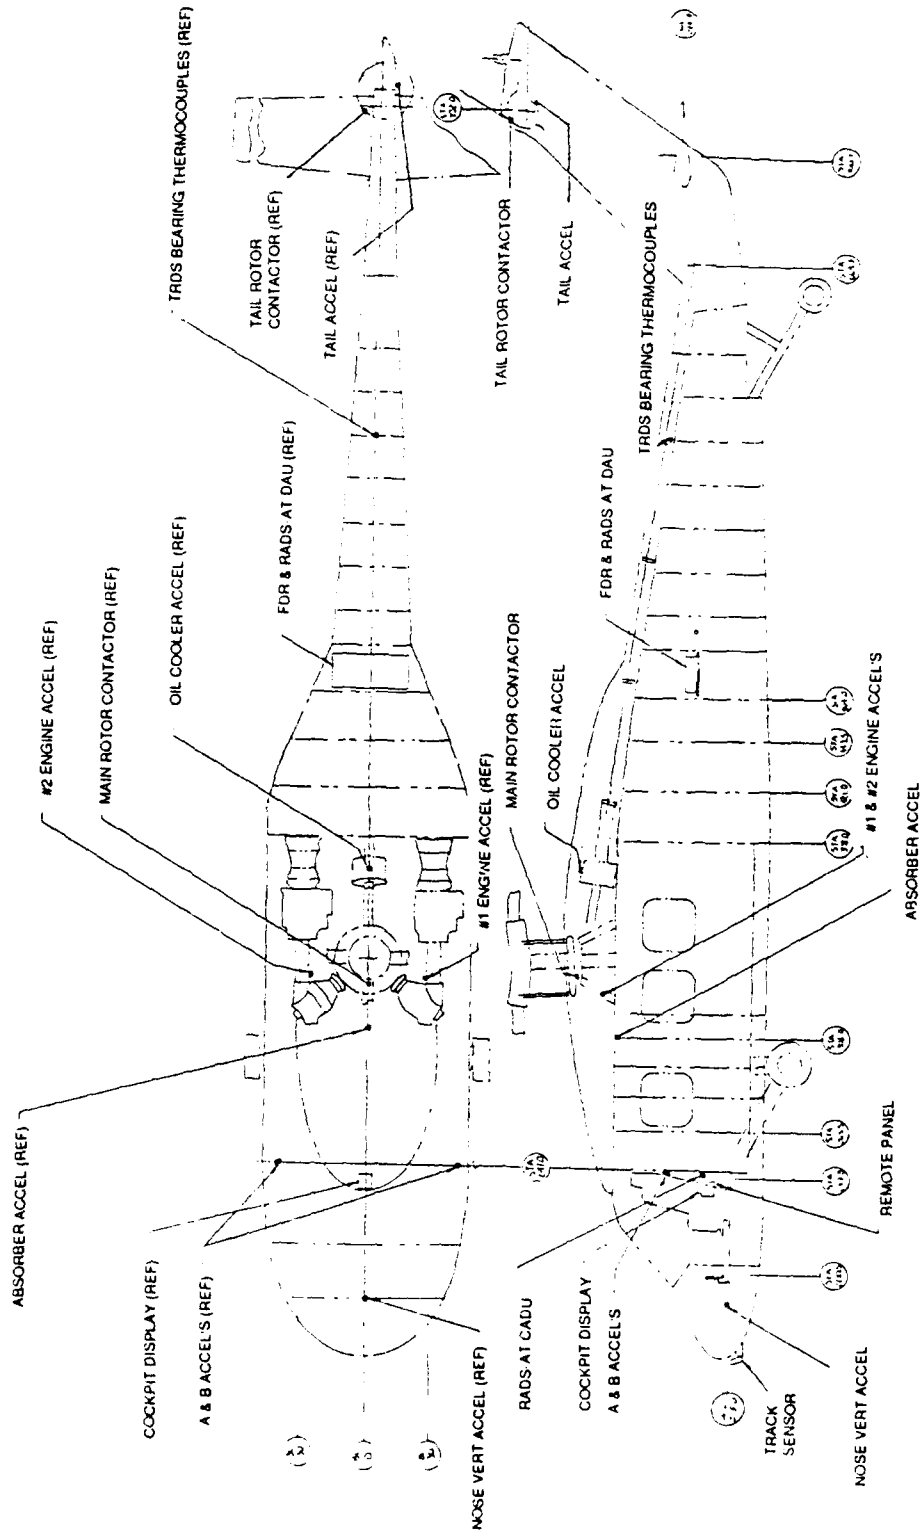 ABSORBER ACCEL (REF)
#2 ENGINE ACCEL (REF)
MAIN ROTOR CONTACTOR (REF)
OIL COOLER ACCEL (REF)
TRDS BEARING THERMOCOUPLES (REF)
COCKPIT DISPLAY (REF)
A & B ACCEL'S (REF)
FDR & RADS-AT DAU (REF)
TAIL ROTOR
CONTACTOR (REF)
TAIL ACCEL (REF)
NOSE VERT ACCEL (REF)
#1 ENGINE ACCEL (REF)
RADS-AT CADU
COCKPIT DISPLAY
A & B ACCEL'S
MAIN ROTOR CONTACTOR
OIL COOLER ACCEL
FDR & RADS-AT DAU
TRDS BEARING THERMOCOUPLES
TAIL ROTOR CONTACTOR
TAIL ACCEL
TRACK
SENSOR
NOSE VERT ACCEL
REMOTE PANEL
#1 & #2 ENGINE ACCEL'S
ABSORBER ACCEL